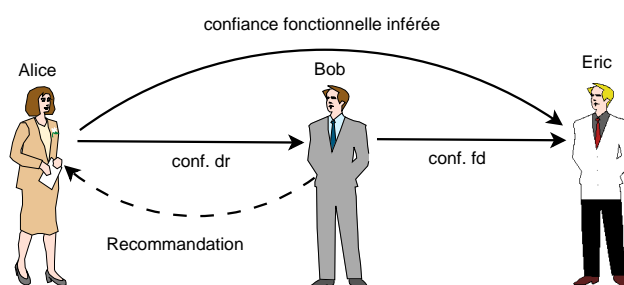 confiance fonctionnelle inférée
Alice
Bob
Eric
conf. dr
conf. fd
Recommandation